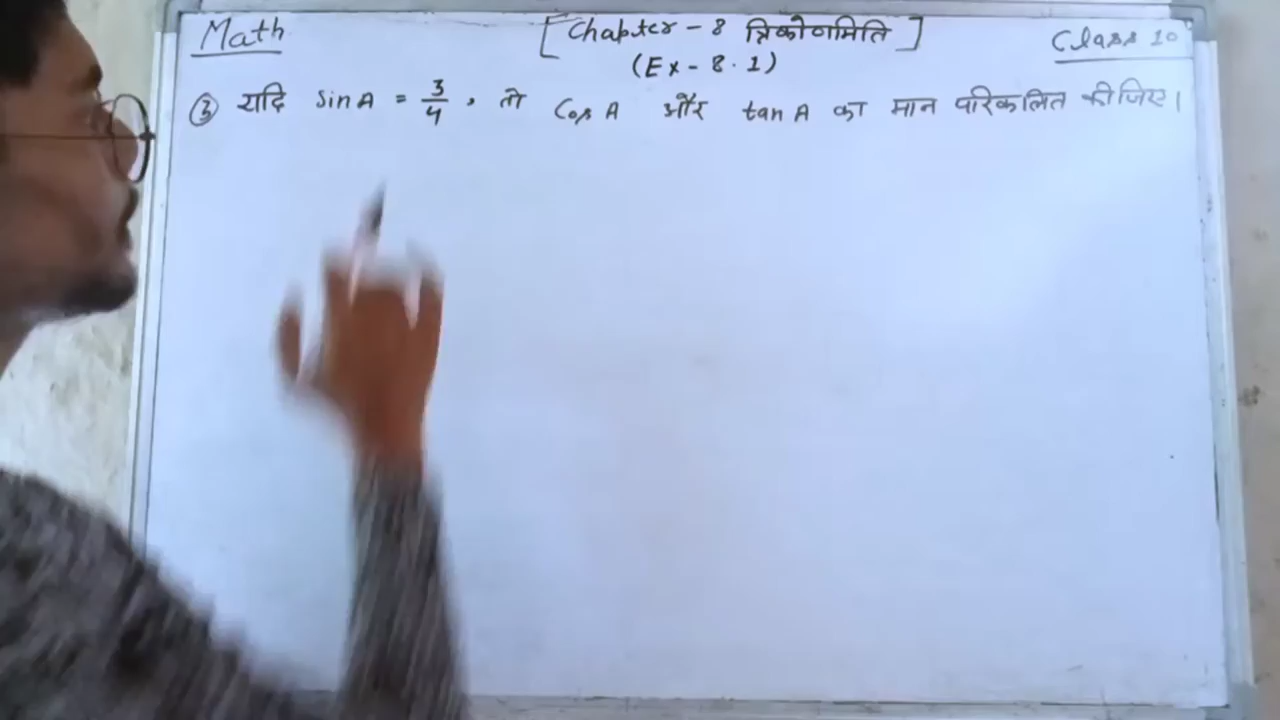 Math
[Chapter - 8 त्रिकोणमिति]
Class 10
(Ex - 8.1)
③ यदि sin A = 3/4, तो Cos A और tan A का मान परिकलित कीजिए।